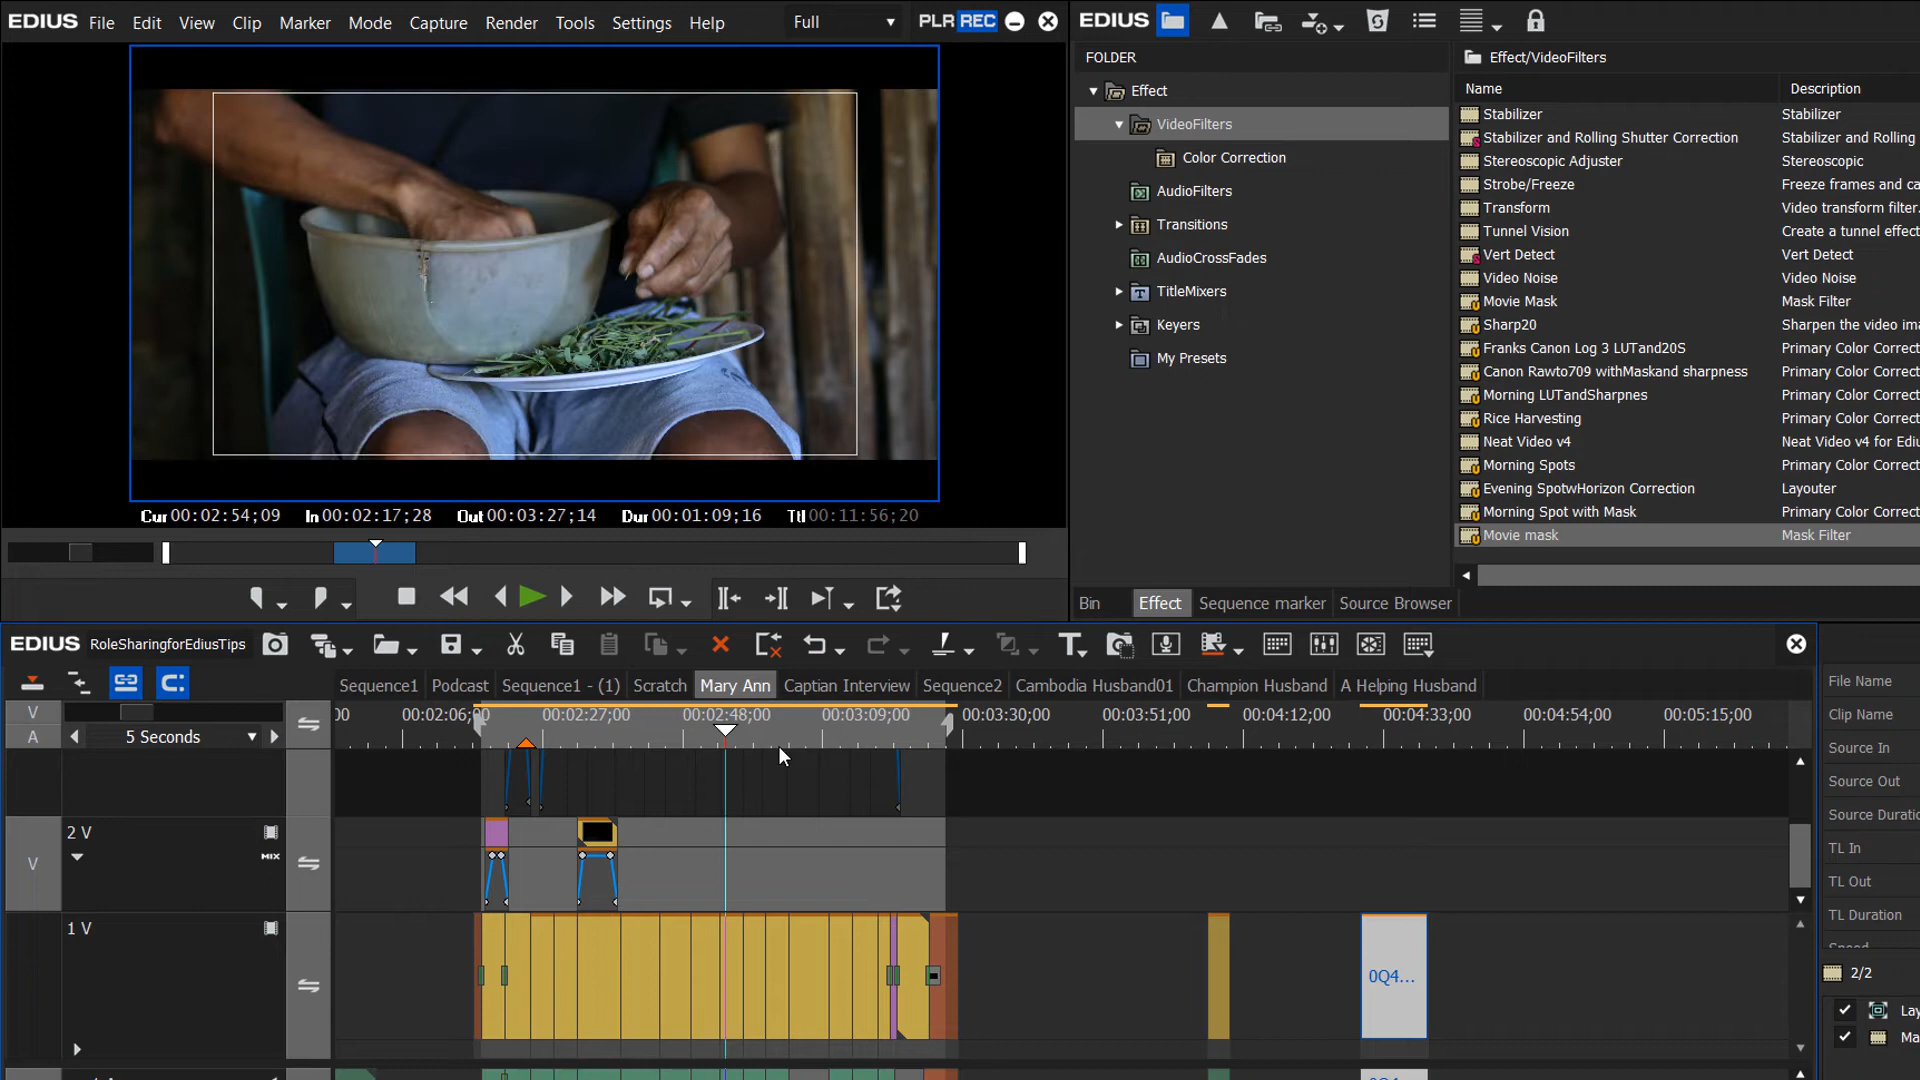 EDIUS File Edit View Clip Marker Mode Capture Render Tools Settings Help Full PLR REC
Cur 00:02:54;09 In 00:02:17;28 Out 00:03:27;14 Dur 00:01:09;16 Ttl 00:11:56;20
EDIUS
FOLDER
Effect
VideoFilters
Color Correction
AudioFilters
Transitions
AudioCrossFades
TitleMixers
Keyers
My Presets
Effect/VideoFilters
Name Description
Stabilizer Stabilizer
Stabilizer and Rolling Shutter Correction Stabilizer and Rolling
Stereoscopic Adjuster Stereoscopic
Strobe/Freeze Freeze frames and ca
Transform Video transform filter.
Tunnel Vision Create a tunnel effect
Vert Detect Vert Detect
Video Noise Video Noise
Movie Mask Mask Filter
Sharp20 Sharpen the video ima
Franks Canon Log 3 LUTand20S Primary Color Correct
Canon Rawto709 withMaskand sharpness Primary Color Correct
Morning LUTandSharpnes Primary Color Correct
Rice Harvesting Primary Color Correct
Neat Video v4 Neat Video v4 for Ediu
Morning Spots Primary Color Correct
Evening SpotwHorizon Correction Layouter
Morning Spot with Mask Primary Color Correct
Movie mask Mask Filter
Bin Effect Sequence marker Source Browser
EDIUS RoleSharingforEdiusTips
Sequence1 Podcast Sequence1 - (1) Scratch Mary Ann Captian Interview Sequence2 Cambodia Husband01 Champion Husband A Helping Husband
V
A
5 Seconds
00 00:02:06;00 00:02:27;00 00:02:48;00 00:03:09;00 00:03:30;00 00:03:51;00 00:04:12;00 00:04:33;00 00:04:54;00 00:05:15;00
2 V
MIX
V
1 V
0Q4...
File Name
Clip Name
Source In
Source Out
Source Duratio
TL In
TL Out
TL Duration
2/2
Lay
Ma